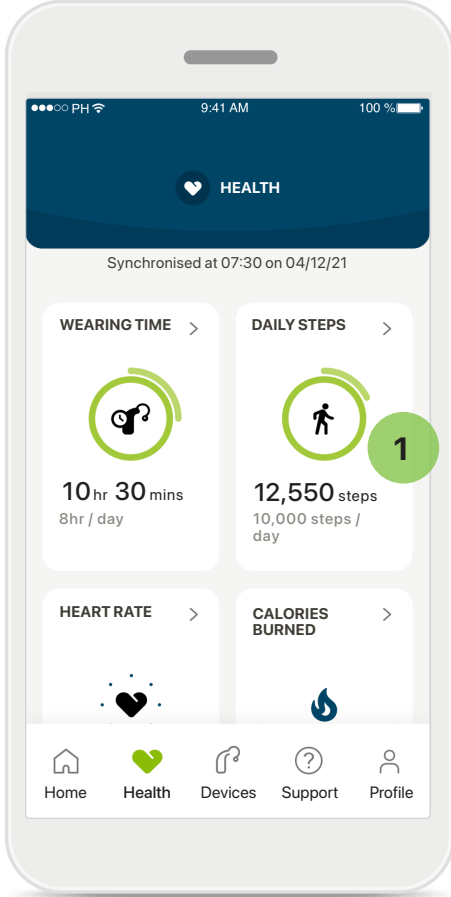 PH 9:41 AM 100 %
HEALTH
Synchronised at 07:30 on 04/12/21
WEARING TIME
10 hr 30 mins
8hr / day
DAILY STEPS
1
12,550 steps
10,000 steps /
day
HEART RATE
CALORIES
BURNED
Home Health Devices Support Profile